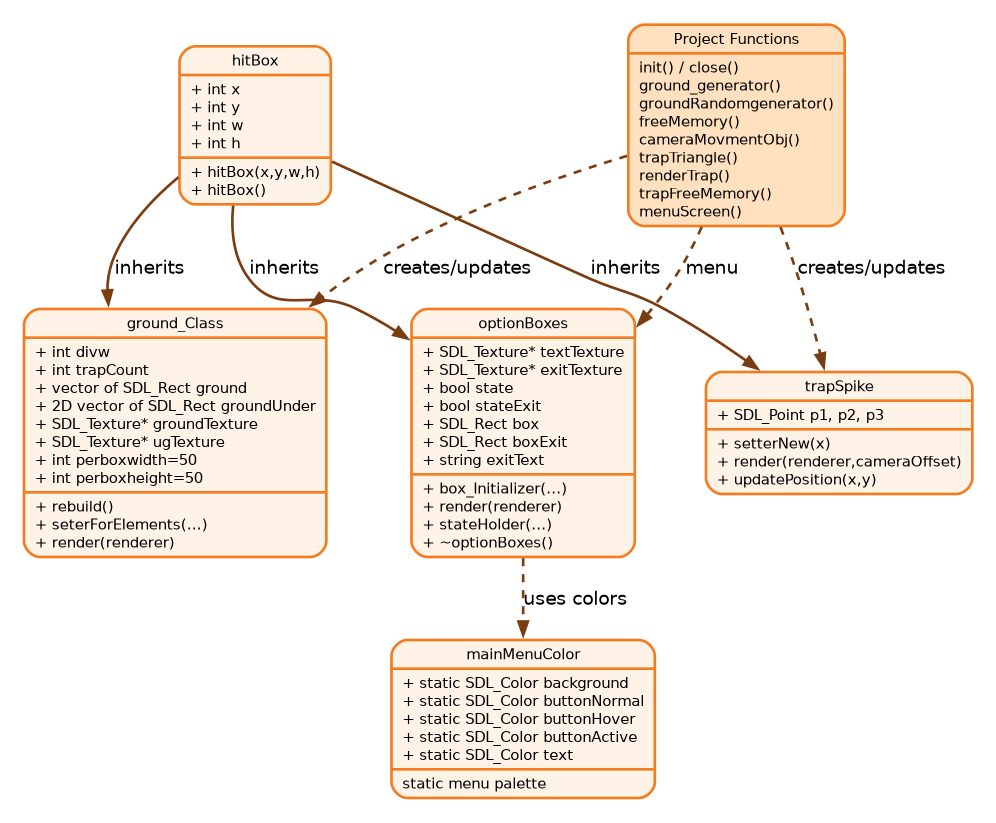 hitBox
+ int x
+ int y
+ int w
+ int h
+ hitBox(x,y,w,h)
+ hitBox()
Project Functions
init() / close()
ground_generator()
groundRandomgenerator()
freeMemory()
cameraMovmentObj()
trapTriangle()
renderTrap()
trapFreeMemory()
menuScreen()
inherits
inherits
creates/updates
inherits
menu
creates/updates
ground_Class
+ int divw
+ int trapCount
+ vector of SDL_Rect ground
+ 2D vector of SDL_Rect groundUnder
+ SDL_Texture* groundTexture
+ SDL_Texture* ugTexture
+ int perboxwidth=50
+ int perboxheight=50
+ rebuild()
+ seterForElements(...)
+ render(renderer)
optionBoxes
+ SDL_Texture* textTexture
+ SDL_Texture* exitTexture
+ bool state
+ bool stateExit
+ SDL_Rect box
+ SDL_Rect boxExit
+ string exitText
+ box_Initializer(...)
+ render(renderer)
+ stateHolder(...)
+ ~optionBoxes()
trapSpike
+ SDL_Point p1, p2, p3
+ setterNew(x)
+ render(renderer,cameraOffset)
+ updatePosition(x,y)
uses colors
mainMenuColor
+ static SDL_Color background
+ static SDL_Color buttonNormal
+ static SDL_Color buttonHover
+ static SDL_Color buttonActive
+ static SDL_Color text
static menu palette